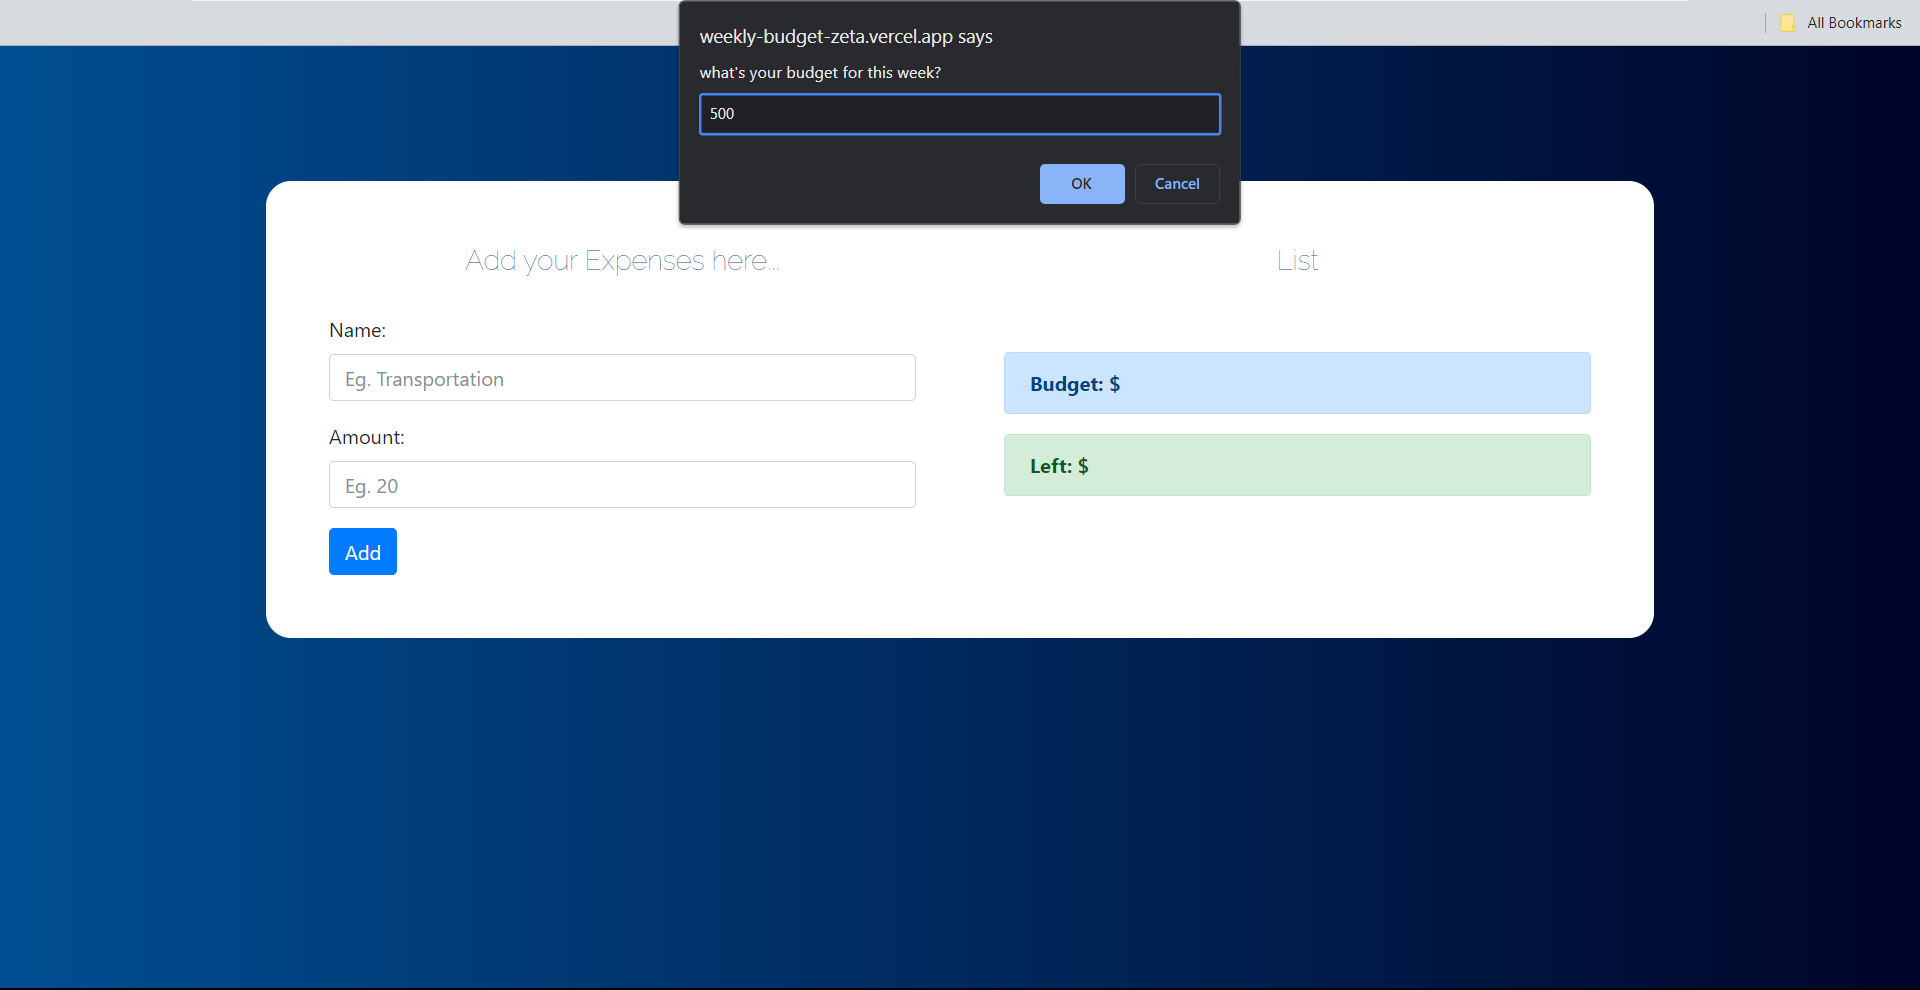 All Bookmarks
weekly-budget-zeta.vercel.app says
what's your budget for this week?
500
OK Cancel
Add your Expenses here...
Name:
Eg. Transportation
Amount:
Eg. 20
Add
List
Budget: $
Left: $